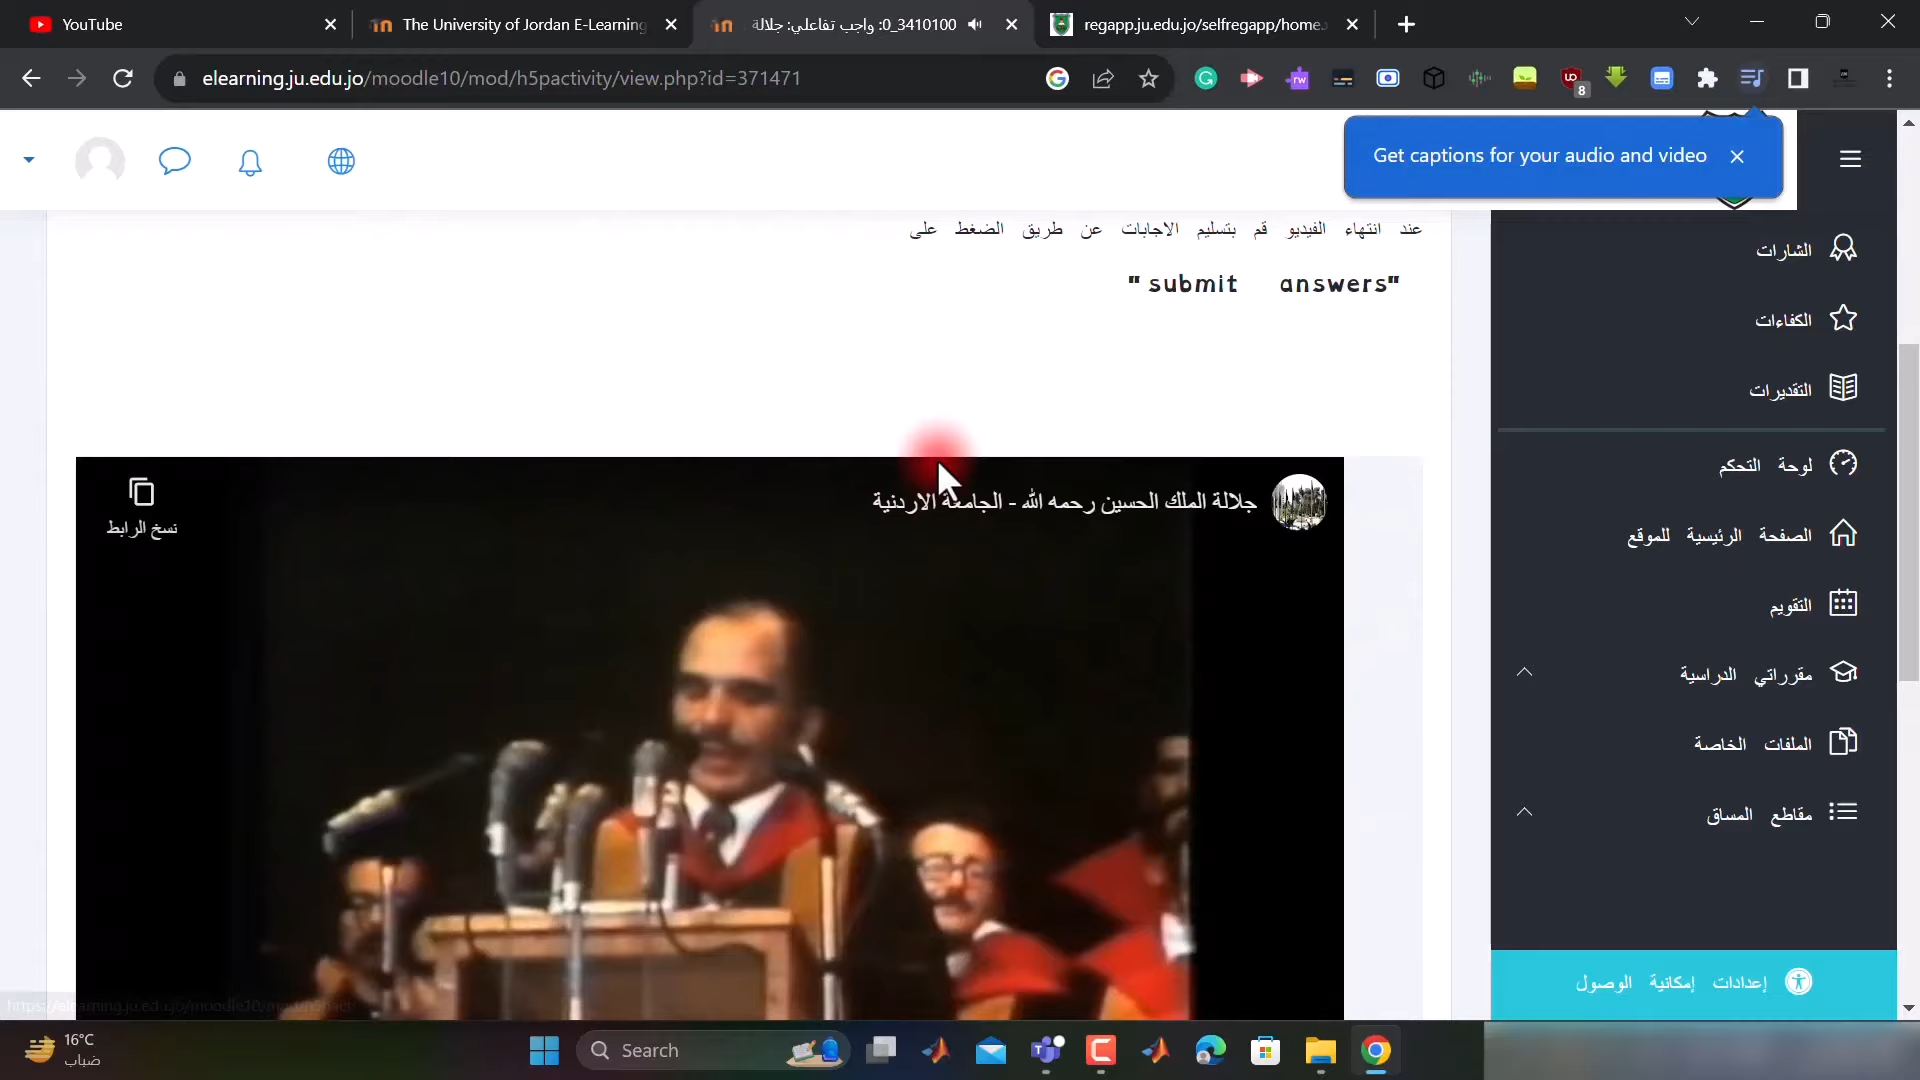 YouTube
The University of Jordan E-Learning
3410100_0: واجب تفاعلي: جلالة
regapp.ju.edu.jo/selfregapp/home.
elearning.ju.edu.jo/moodle10/mod/h5pactivity/view.php?id=371471
8
Get captions for your audio and video
عند انتهاء الفيديو قم بتسليم الاجابات عن طريق الضغط على
" submit answers"
الشارات
الكفاءات
التقديرات
لوحة التحكم
الصفحة الرئيسية للموقع
التقويم
مقرراتي الدراسية
الملفات الخاصة
مقاطع المساق
إعدادات إمكانية الوصول
جلالة الملك الحسين رحمه الله - الجامعة الاردنية
نسخ الرابط
16°C
ضباب
Search